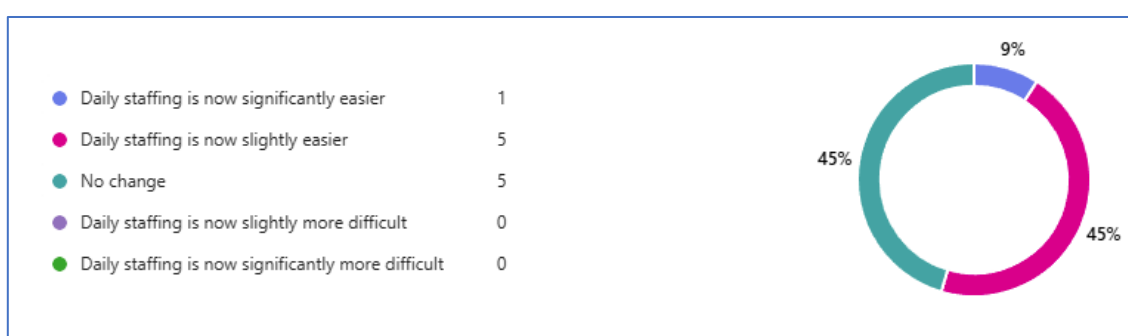 9%
Daily staffing is now significantly easier 1
Daily staffing is now slightly easier 5
No change 5
Daily staffing is now slightly more difficult 0
Daily staffing is now significantly more difficult 0
45%
45%